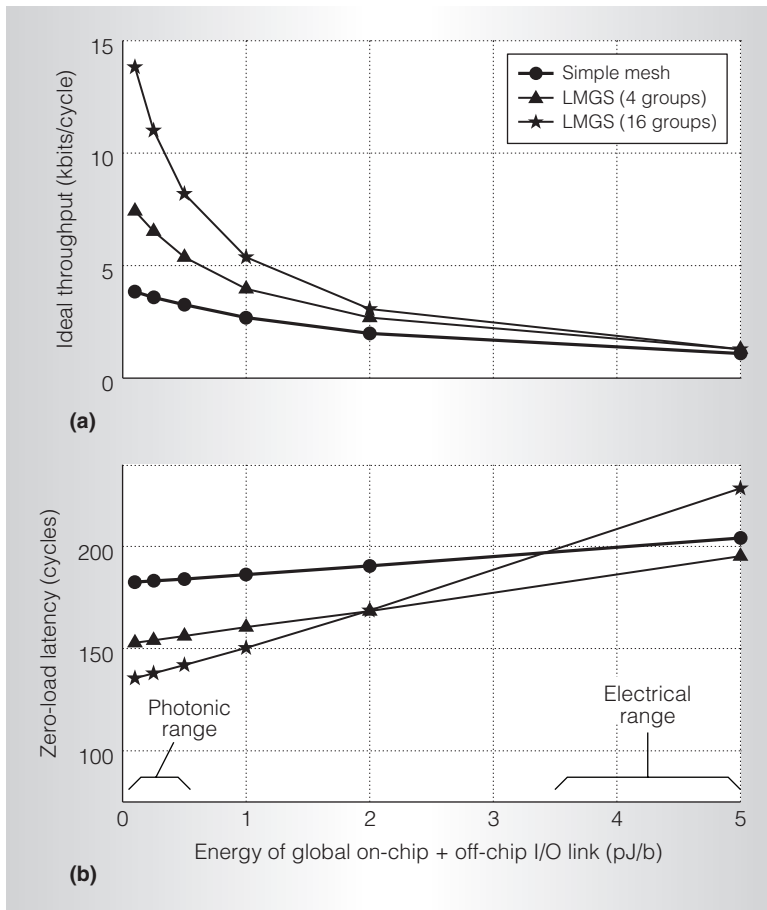 15
10
5
0
Ideal throughput (kbits/cycle)
Simple mesh
LMGS (4 groups)
LMGS (16 groups)
(a)
200
150
100
Zero-load latency (cycles)
Photonic
range
Electrical
range
0 1 2 3 4 5
Energy of global on-chip + off-chip I/O link (pJ/b)
(b)